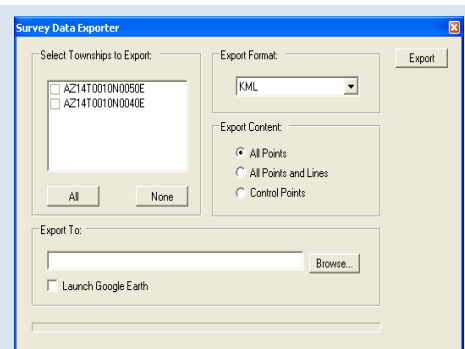 Survey Data Exporter
Select Townships to Export:
AZ14T0010N0050E
AZ14T0010N0040E
All
None
Export Format:
KML
Export
Export Content:
All Points
All Points and Lines
Control Points
Export To:
Browse...
Launch Google Earth